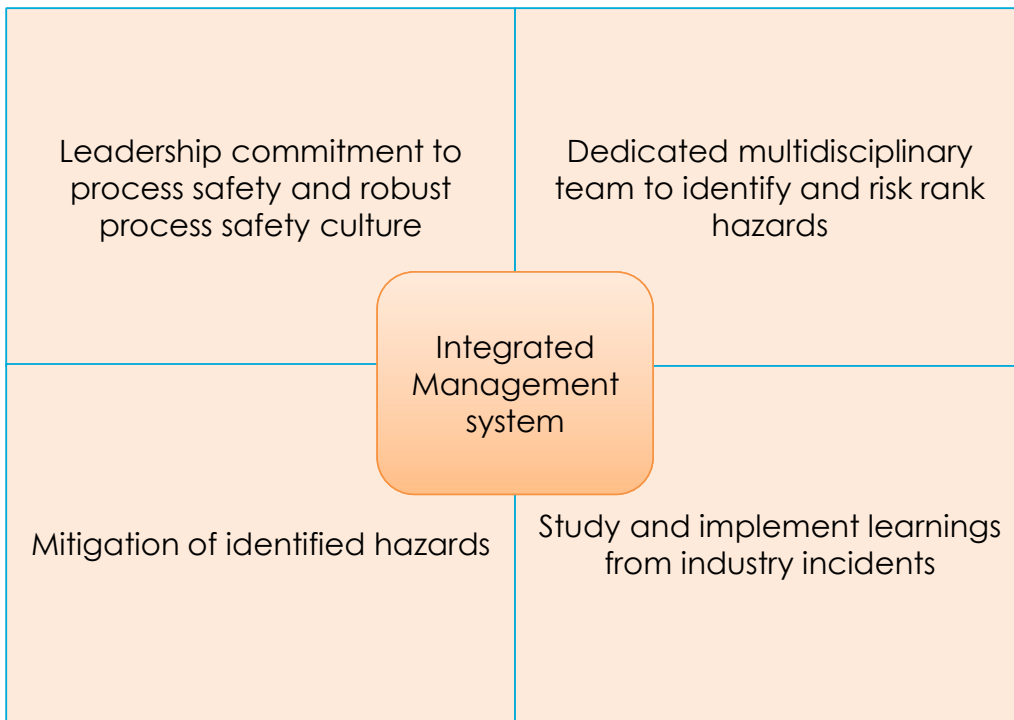 Leadership commitment to
process safety and robust
process safety culture
Dedicated multidisciplinary
team to identify and risk rank
hazards
Integrated
Management
system
Mitigation of identified hazards
Study and implement learnings
from industry incidents